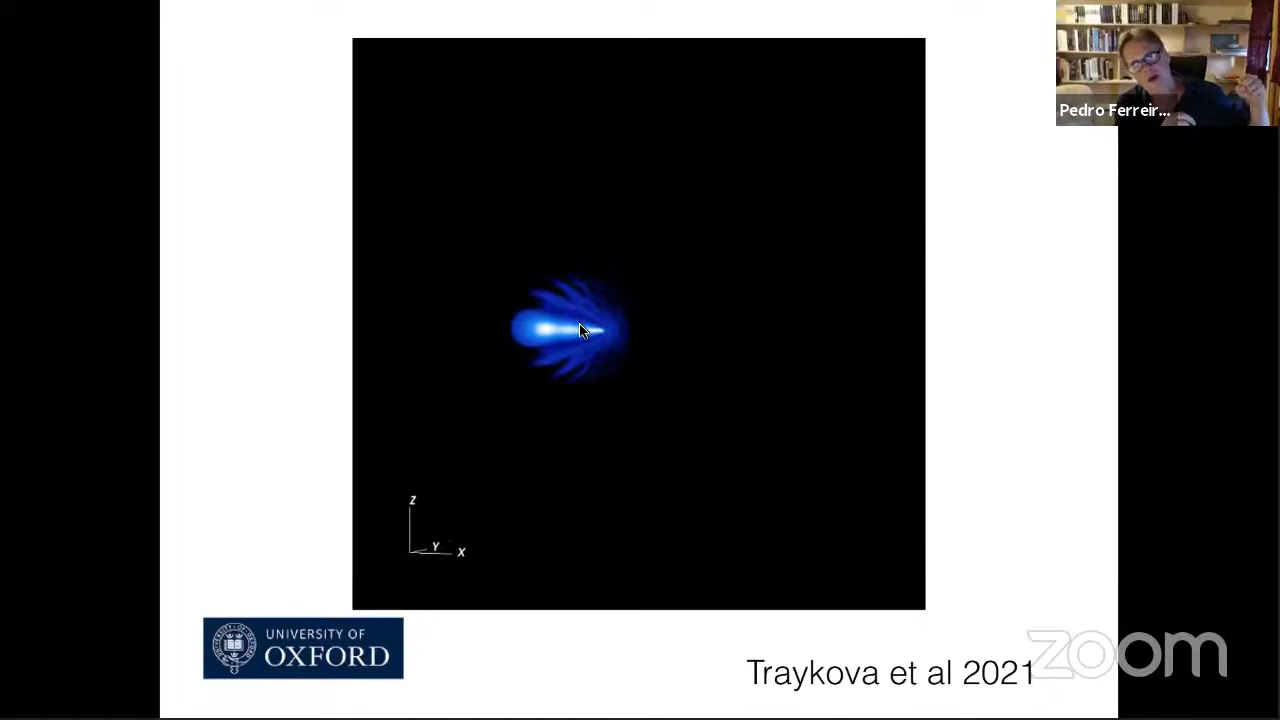 Pedro Ferreir...
Z
Y
X
UNIVERSITY OF
OXFORD
Traykova et al 2021
zoom